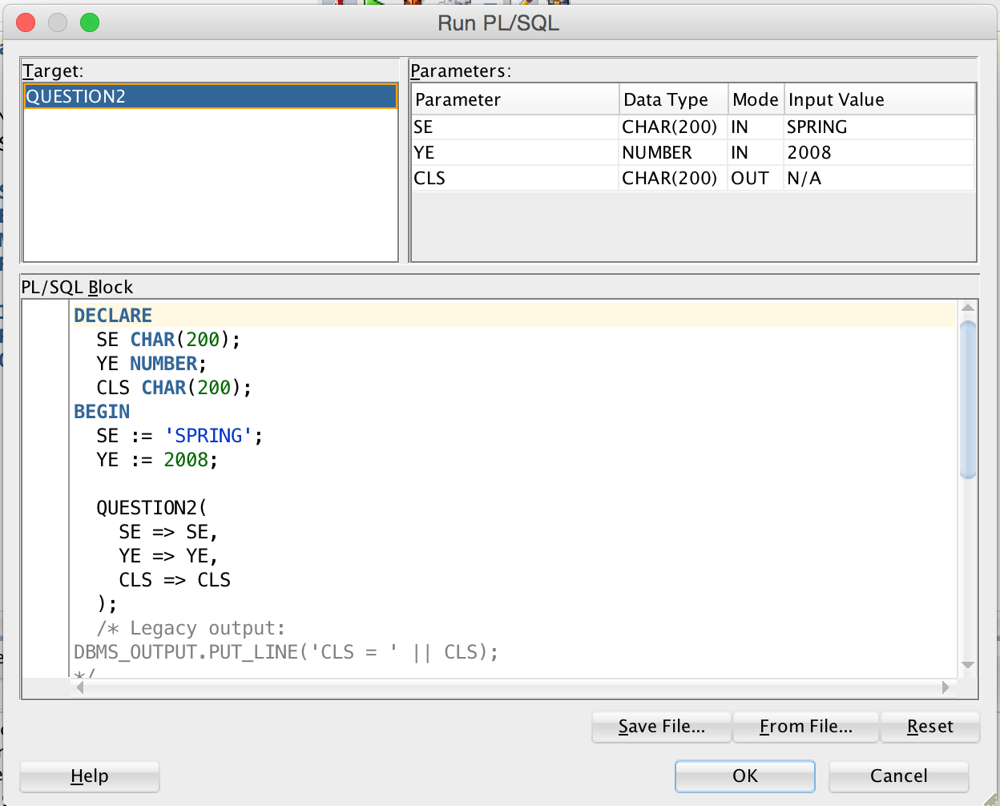 Run PL/SQL
Target:
QUESTION2
Parameters:
Parameter Data Type Mode Input Value
SE CHAR(200) IN SPRING
YE NUMBER IN 2008
CLS CHAR(200) OUT N/A
PL/SQL Block
DECLARE
SE CHAR(200);
YE NUMBER;
CLS CHAR(200);
BEGIN
SE := 'SPRING';
YE := 2008;
QUESTION2(
SE => SE,
YE => YE,
CLS => CLS
);
/* Legacy output:
DBMS_OUTPUT.PUT_LINE('CLS = ' || CLS);
*/
Save File... From File... Reset
Help OK Cancel